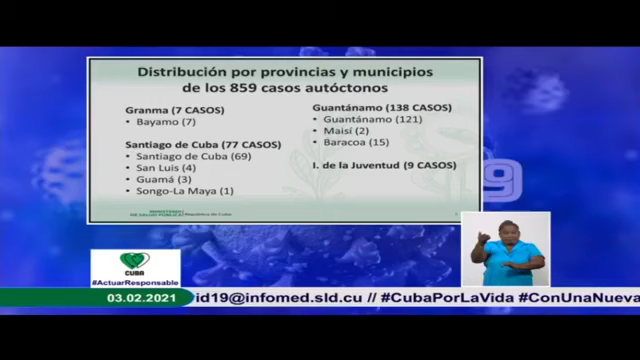 Distribución por provincias y municipios
de los 859 casos autóctonos
Granma (7 CASOS)
• Bayamo (7)
Santiago de Cuba (77 CASOS)
• Santiago de Cuba (69)
• San Luis (4)
• Guamá (3)
• Songo-La Maya (1)
Guantánamo (138 CASOS)
• Guantánamo (121)
• Maisí (2)
• Baracoa (15)
I. de la Juventud (9 CASOS)
MINISTERIO
DE SALUD PÚBLICA
República de Cuba
19
CUBA
#ActuarResponsable
03.02.2021
id19@infomed.sld.cu // #CubaPorLaVida #ConUnaNueva